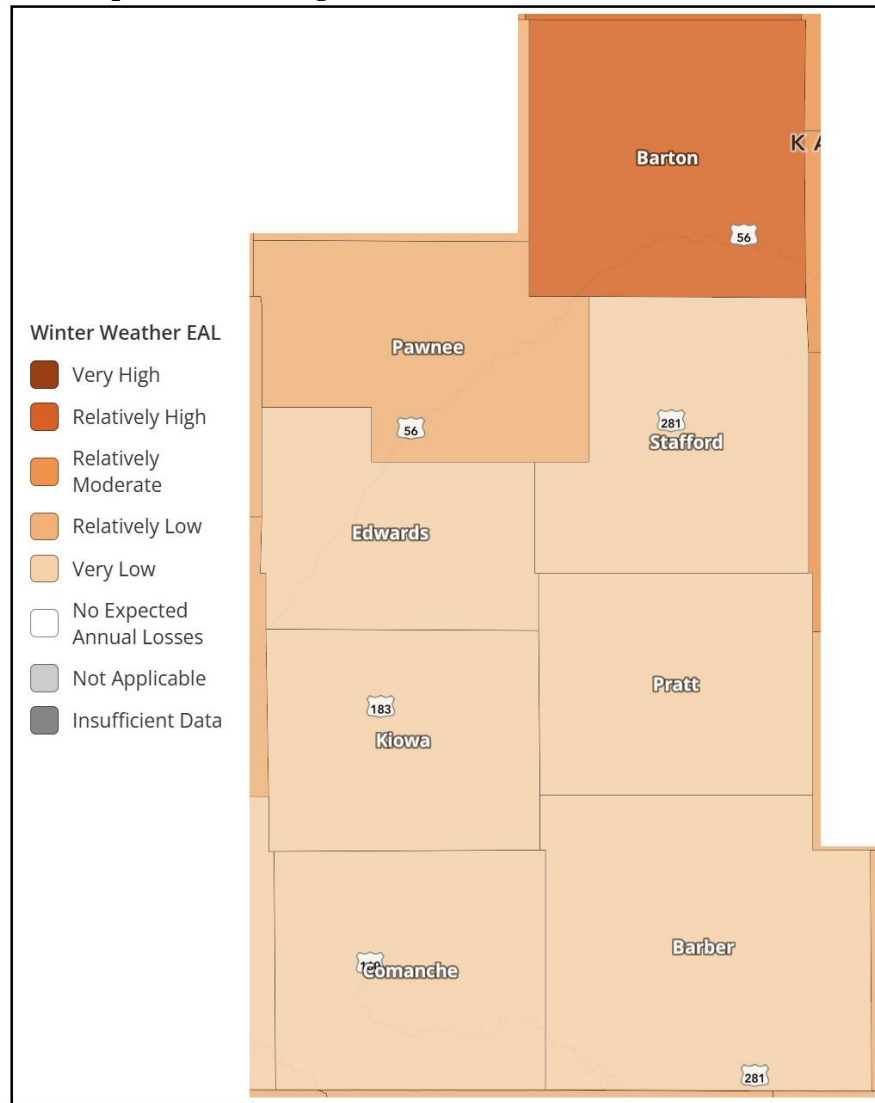 Barton
K A
56
Pawnee
56
281
Stafford
Edwards
183
Kiowa
Pratt
Comanche
Barber
281
Winter Weather EAL
Very High
Relatively High
Relatively
Moderate
Relatively Low
Very Low
No Expected
Annual Losses
Not Applicable
Insufficient Data